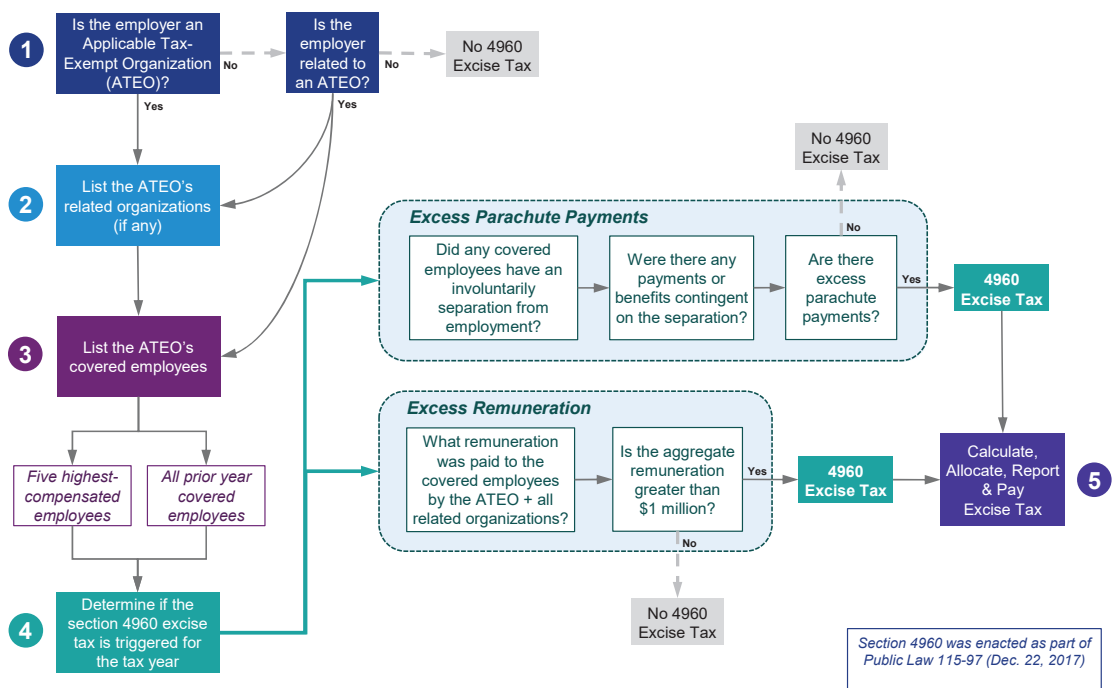 1
Is the employer an
Applicable Tax-
Exempt Organization
(ATEO)?
No
Is the
employer
related to
an ATEO?
No
No 4960
Excise Tax
Yes
Yes
2
List the ATEO's
related organizations
(if any)
3
List the ATEO's
covered employees
Five highest-
compensated
employees
All prior year
covered
employees
4
Determine if the
section 4960 excise
tax is triggered for
the tax year
Excess Parachute Payments
Did any covered
employees have an
involuntarily
separation from
employment?
Were there any
payments or
benefits contingent
on the separation?
Are there
excess
parachute
payments?
No
No 4960
Excise Tax
Yes
4960
Excise Tax
Excess Remuneration
What remuneration
was paid to the
covered employees
by the ATEO + all
related organizations?
Is the aggregate
remuneration
greater than
$1 million?
Yes
4960
Excise Tax
No
No 4960
Excise Tax
Calculate,
Allocate, Report
& Pay
Excise Tax
5
Section 4960 was enacted as part of
Public Law 115-97 (Dec. 22, 2017)